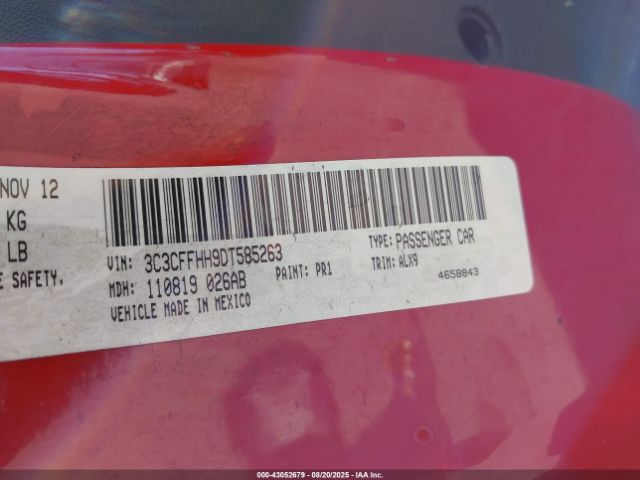 NOV 12
KG
LB
E SAFETY,
VIN: 3C3CFFHH9DT585263
TYPE: PASSENGER CAR
MDH: 110819 026AB
PAINT: PR1
TRIM: ALX9
VEHICLE MADE IN MEXICO
4658843
000-43052679 - 08/20/2025 - IAA Inc.